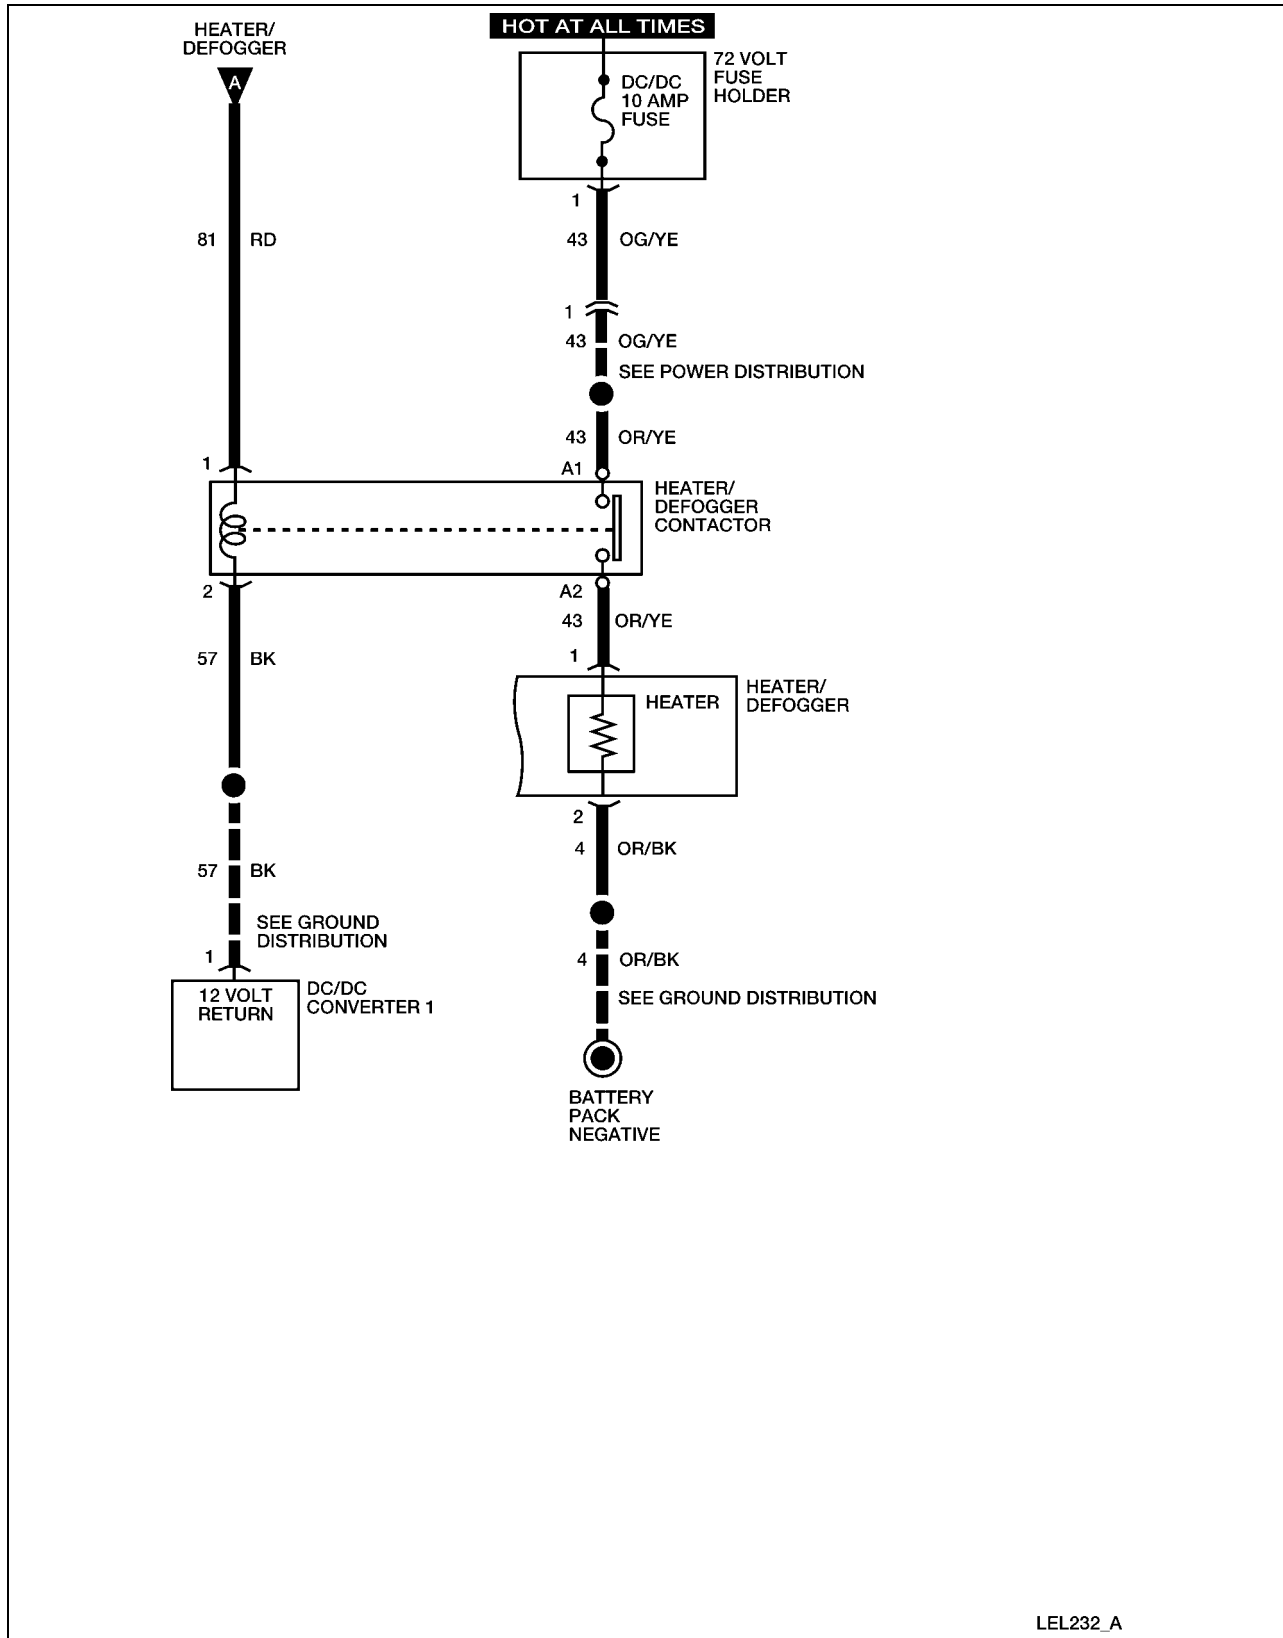 HEATER/
DEFOGGER
A
HOT AT ALL TIMES
DC/DC
10 AMP
FUSE
72 VOLT
FUSE
HOLDER
1
81 RD
43 OG/YE
1
43 OG/YE
SEE POWER DISTRIBUTION
43 OR/YE
1
A1
HEATER/
DEFOGGER
CONTACTOR
2
A2
43 OR/YE
57 BK
1
HEATER
HEATER/
DEFOGGER
2
4 OR/BK
57 BK
SEE GROUND
DISTRIBUTION
1
12 VOLT
RETURN
DC/DC
CONVERTER 1
4 OR/BK
SEE GROUND DISTRIBUTION
BATTERY
PACK
NEGATIVE
LEL232_A